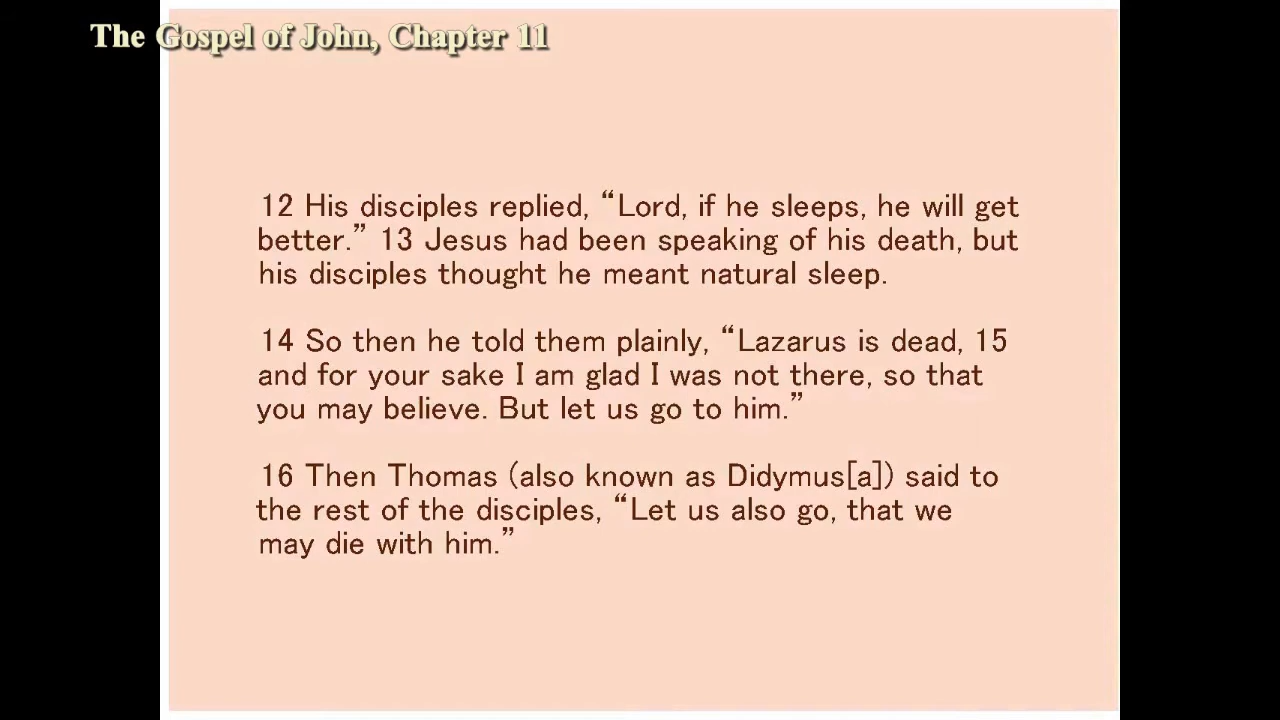 The Gospel of John, Chapter 11
12 His disciples replied, “Lord, if he sleeps, he will get
better.” 13 Jesus had been speaking of his death, but
his disciples thought he meant natural sleep.
14 So then he told them plainly, “Lazarus is dead, 15
and for your sake I am glad I was not there, so that
you may believe. But let us go to him.”
16 Then Thomas (also known as Didymus[a]) said to
the rest of the disciples, “Let us also go, that we
may die with him.”